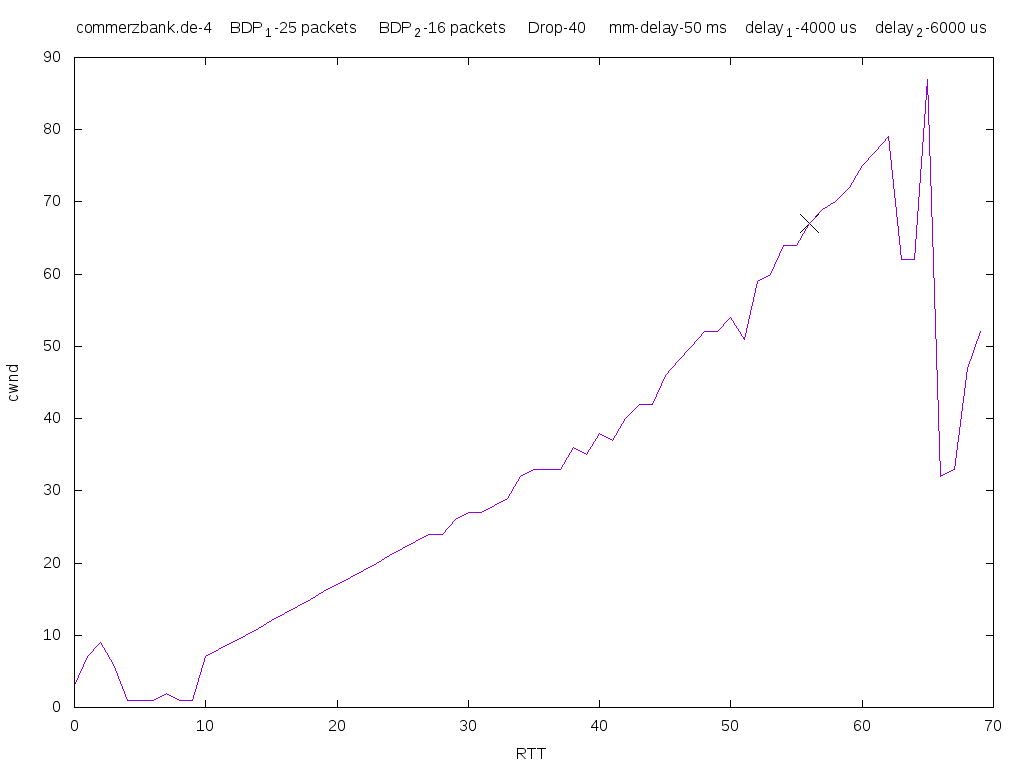 commerzbank.de-4 BDP1-25 packets BDP2-16 packets Drop-40 mm-delay-50 ms delay1-4000 us delay2-6000 us
90
80
70
60
50
40
30
20
10
0
cwnd
0 10 20 30 40 50 60 70
RTT